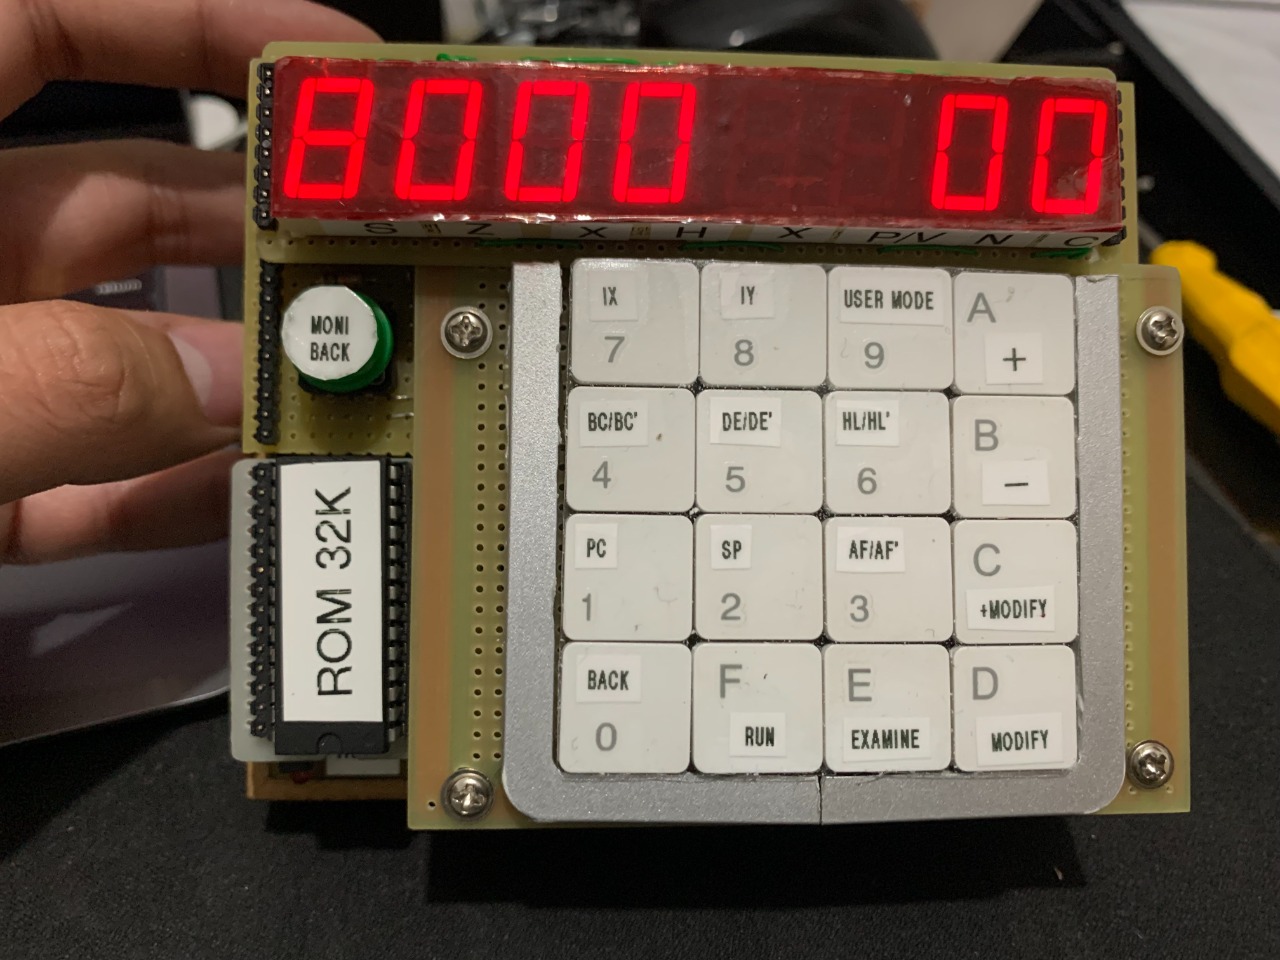 8000 00
S Z X H X P/V N C
MONI
BACK
ROM 32K
IX
7
IY
8
USER MODE
9
A
+
BC/BC'
4
DE/DE'
5
HL/HL'
6
B
−
PC
1
SP
2
AF/AF'
3
C
+MODIFY
BACK
0
F
RUN
E
EXAMINE
D
MODIFY